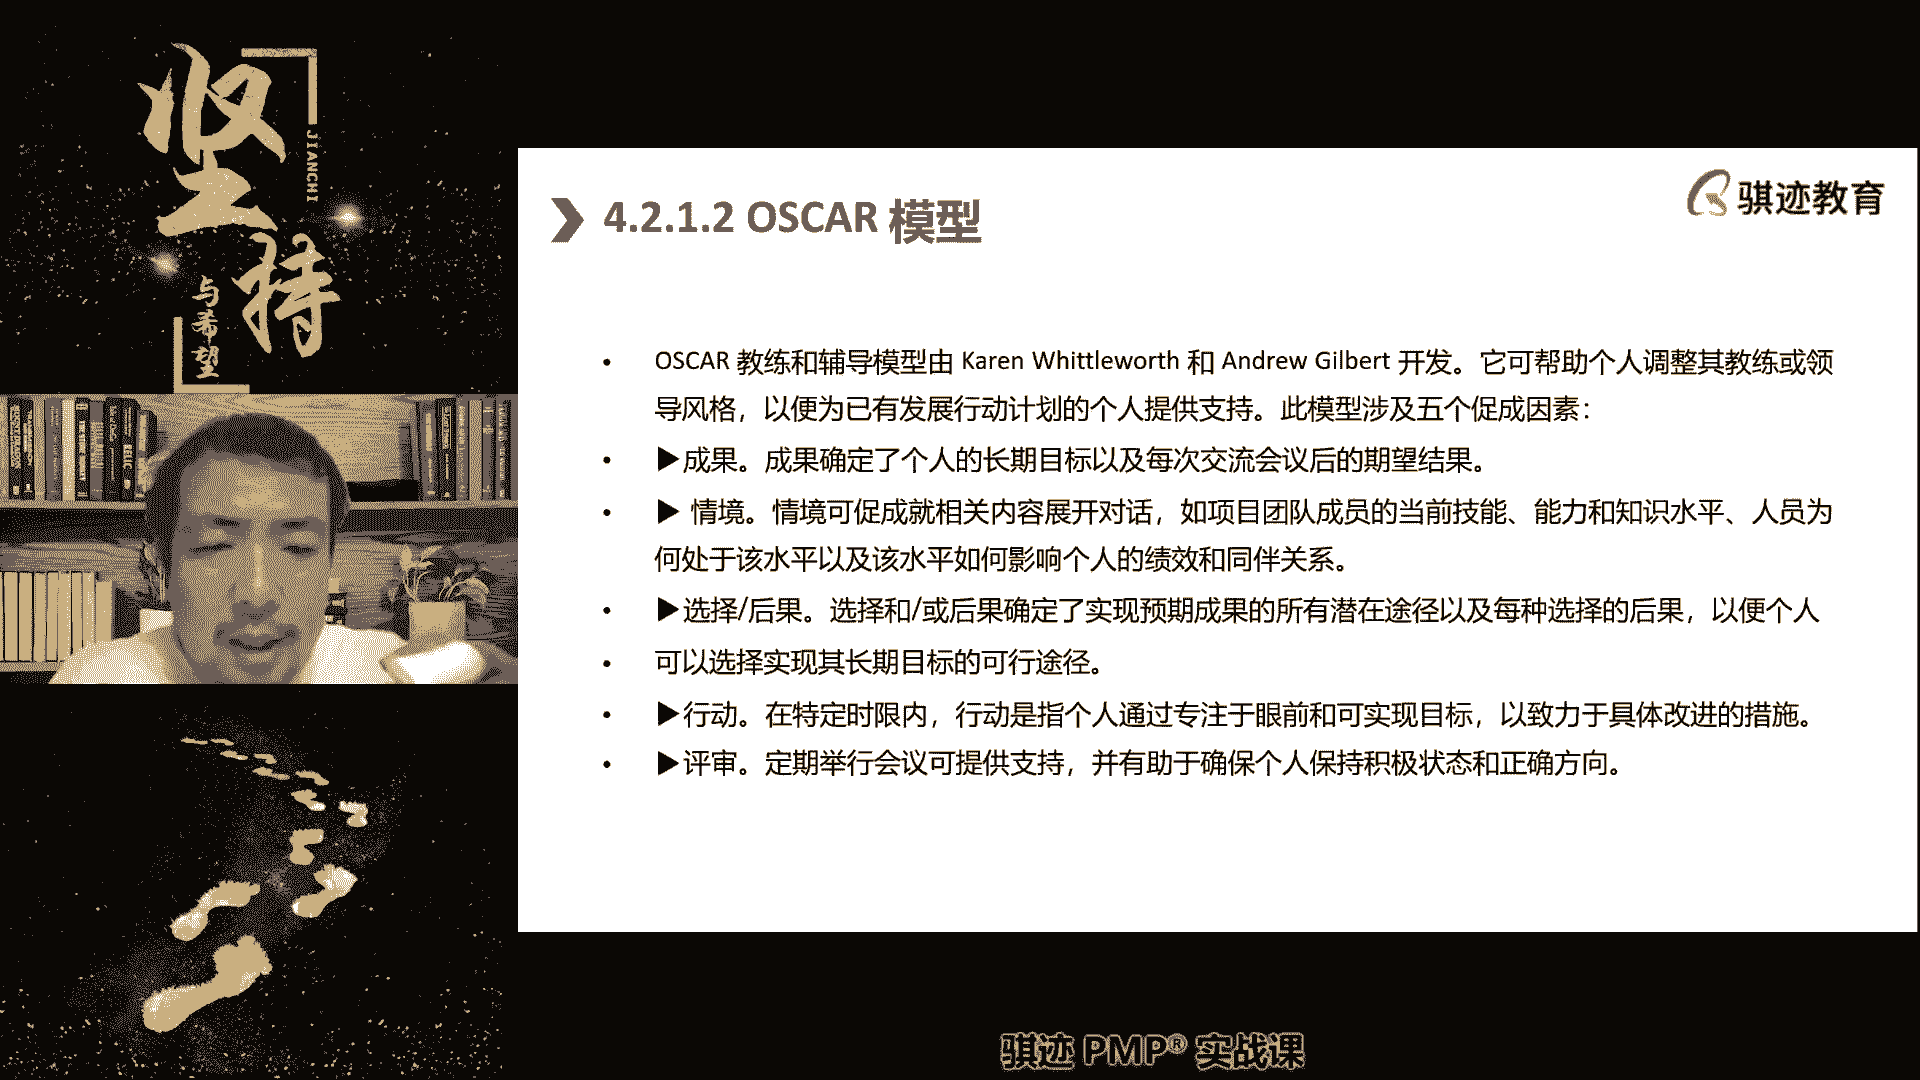 坚持
JIANCHI
与希望
骐迹教育
4.2.1.2 OSCAR 模型
• OSCAR 教练和辅导模型由 Karen Whittleworth 和 Andrew Gilbert 开发。它可帮助个人调整其教练或领
导风格，以便为已有发展行动计划的个人提供支持。此模型涉及五个促成因素：
• ▶成果。成果确定了个人的长期目标以及每次交流会议后的期望结果。
• ▶ 情境。情境可促成就相关内容展开对话，如项目团队成员的当前技能、能力和知识水平、人员为
何处于该水平以及该水平如何影响个人的绩效和同伴关系。
• ▶选择/后果。选择和/或后果确定了实现预期成果的所有潜在途径以及每种选择的后果，以便个人
• 可以选择实现其长期目标的可行途径。
• ▶行动。在特定时限内，行动是指个人通过专注于眼前和可实现目标，以致力于具体改进的措施。
• ▶评审。定期举行会议可提供支持，并有助于确保个人保持积极状态和正确方向。
骐迹 PMP® 实战课